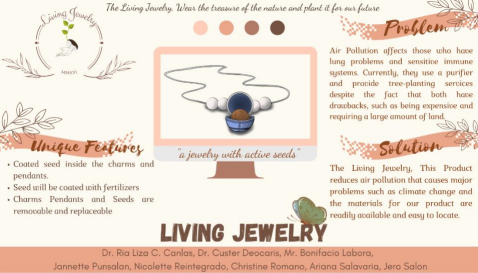 The Living Jewelry, Wear the treasure of the nature and plant it for our future
Living Jewelry
Problem
Air Pollution affects those who have
lung problems and sensitive immune
systems. Currently, they use a purifier
and provide tree-planting services
despite the fact that both have
drawbacks, such as being expensive and
requiring a large amount of land.
Unique Features
• Coated seed inside the charms and
pendants.
• Seed will be coated with fertilizers
• Charms Pendants and Seeds are
removable and replaceable
"a jewelry with active seeds"
Solution
The Living Jewelry, This Product
reduces air pollution that causes major
problems such as climate change and
the materials for our product are
readily available and easy to locate.
LIVING JEWELRY
Dr. Ria Liza C. Canlas, Dr. Custer Deocaris, Mr. Bonifacio Labora,
Jannette Punsalan, Nicolette Reintegrado, Christine Romano, Ariana Salavaria, Jero Salon